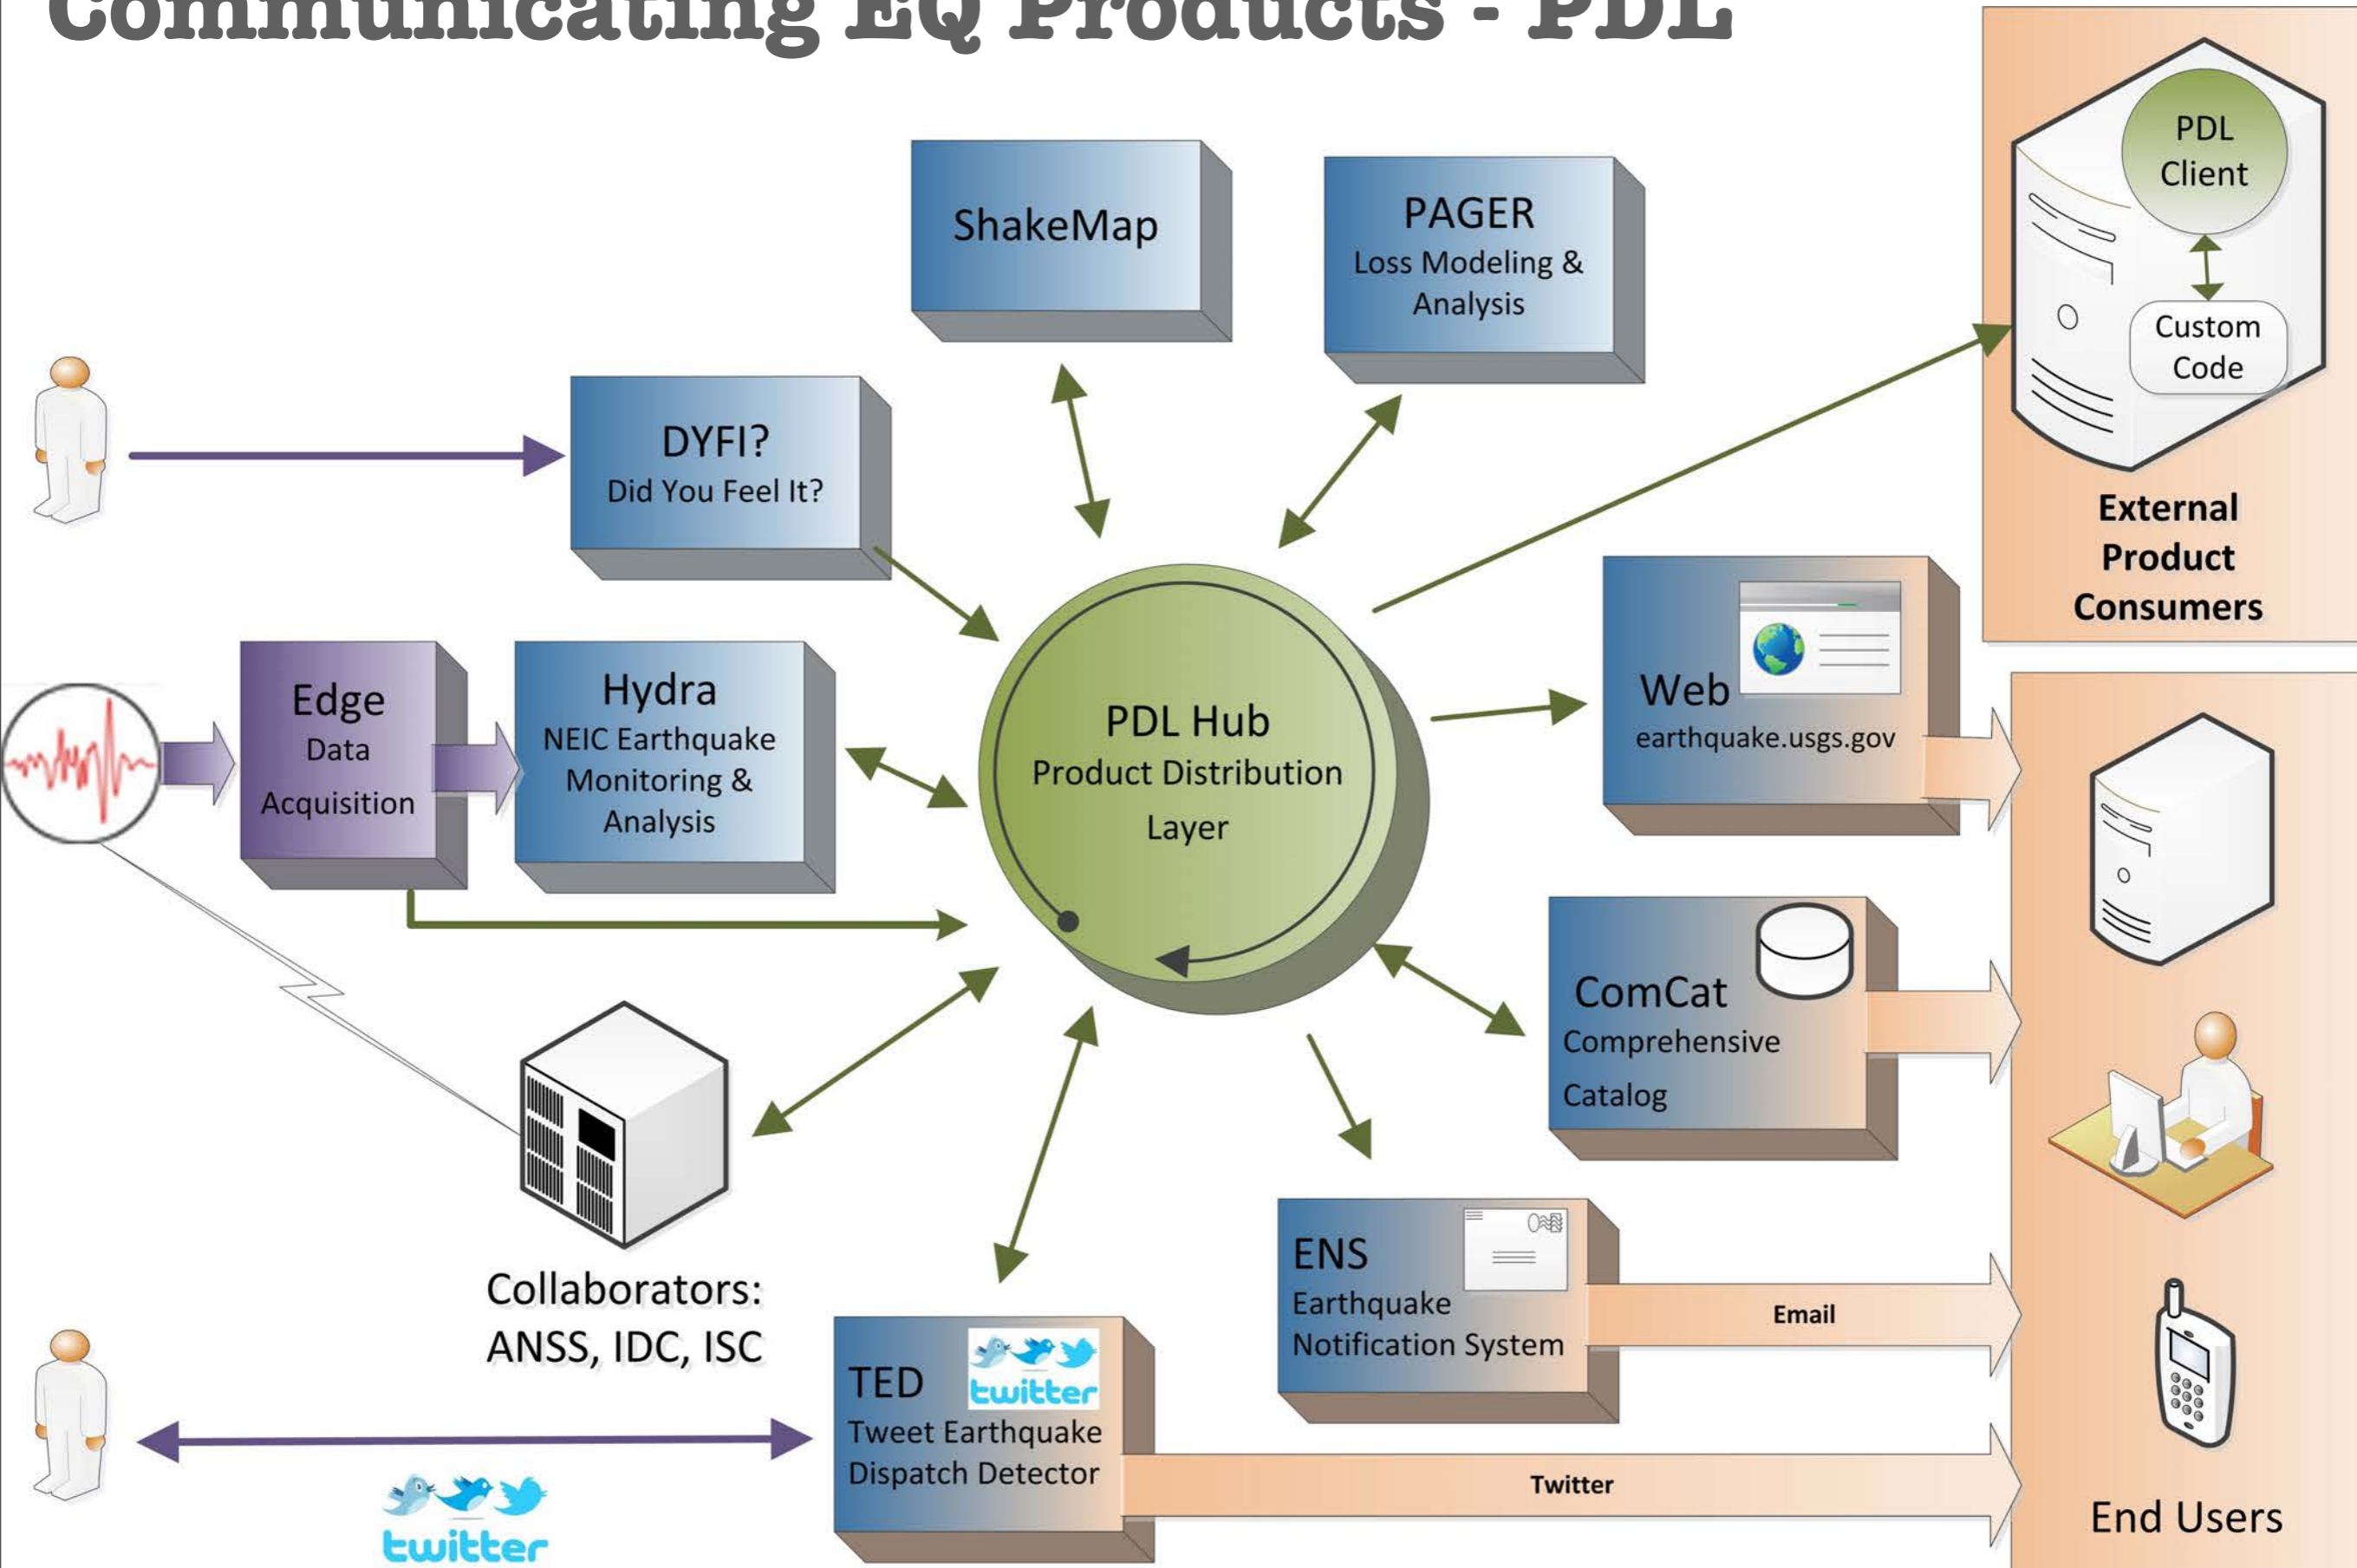 Communicating EQ Products - PDL
PDL
Client
Custom
Code
External
Product
Consumers
ShakeMap
PAGER
Loss Modeling &
Analysis
DYFI?
Did You Feel It?
Edge
Data
Acquisition
Hydra
NEIC Earthquake
Monitoring &
Analysis
PDL Hub
Product Distribution
Layer
Web
earthquake.usgs.gov
ComCat
Comprehensive
Catalog
ENS
Earthquake
Notification System
Email
Collaborators:
ANSS, IDC, ISC
TED
twitter
Tweet Earthquake
Dispatch Detector
Twitter
twitter
End Users